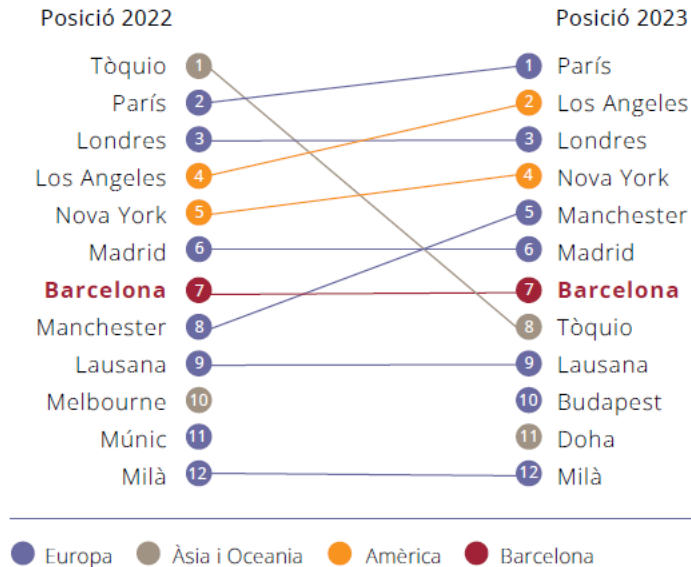 Posició 2022 Posició 2023
Tòquio 1 1 París
París 2 2 Los Angeles
Londres 3 3 Londres
Los Angeles 4 4 Nova York
Nova York 5 5 Manchester
Madrid 6 6 Madrid
Barcelona 7 7 Barcelona
Manchester 8 8 Tòquio
Lausana 9 9 Lausana
Melbourne 10 10 Budapest
Múnic 11 11 Doha
Milà 12 12 Milà
Europa Àsia i Oceania Amèrica Barcelona